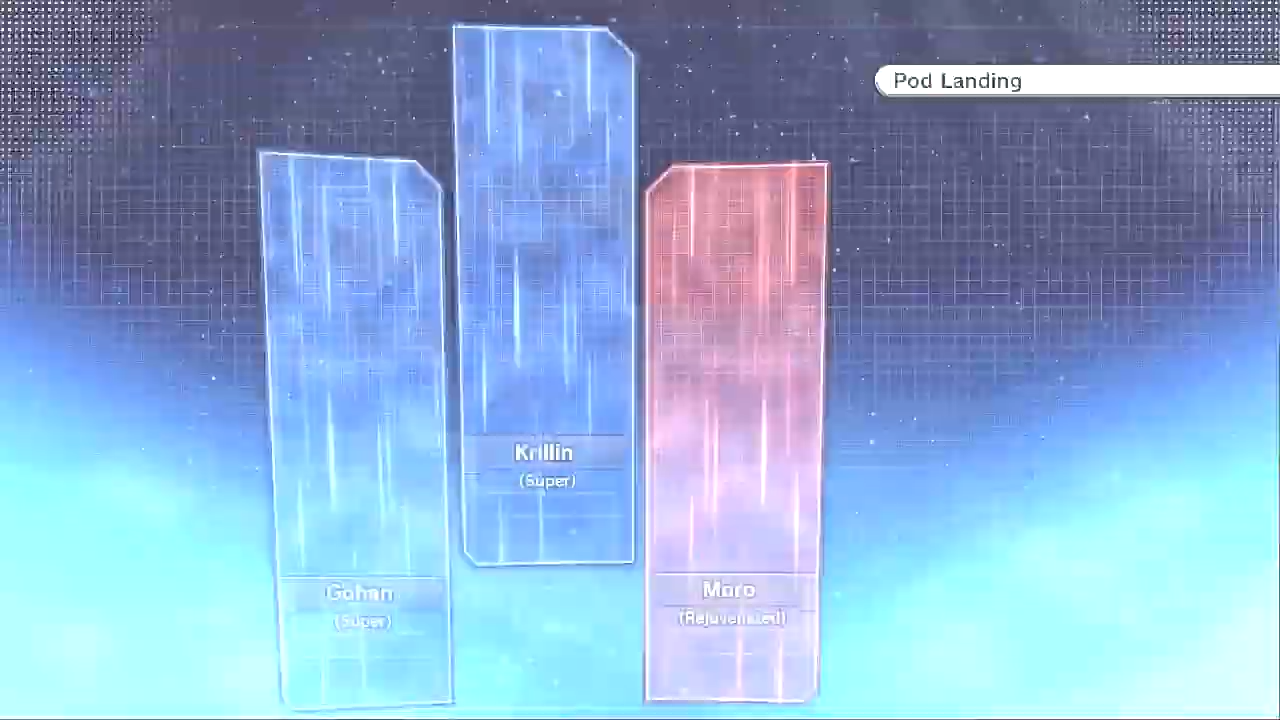 Pod Landing
Krillin
(Super)
Gohan
(Super)
Moro
(Rejuvenated)